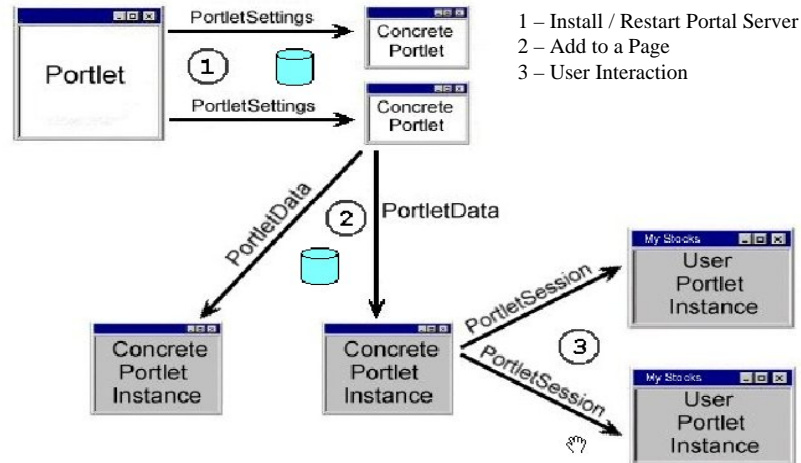 PortletSettings
Portlet
1
Concrete
Portlet
PortletSettings
Concrete
Portlet
1 – Install / Restart Portal Server
2 – Add to a Page
3 – User Interaction
PortletData
2
PortletData
Concrete
Portlet
Instance
Concrete
Portlet
Instance
PortletSession
3
PortletSession
My Stocks
User
Portlet
Instance
My Stocks
User
Portlet
Instance